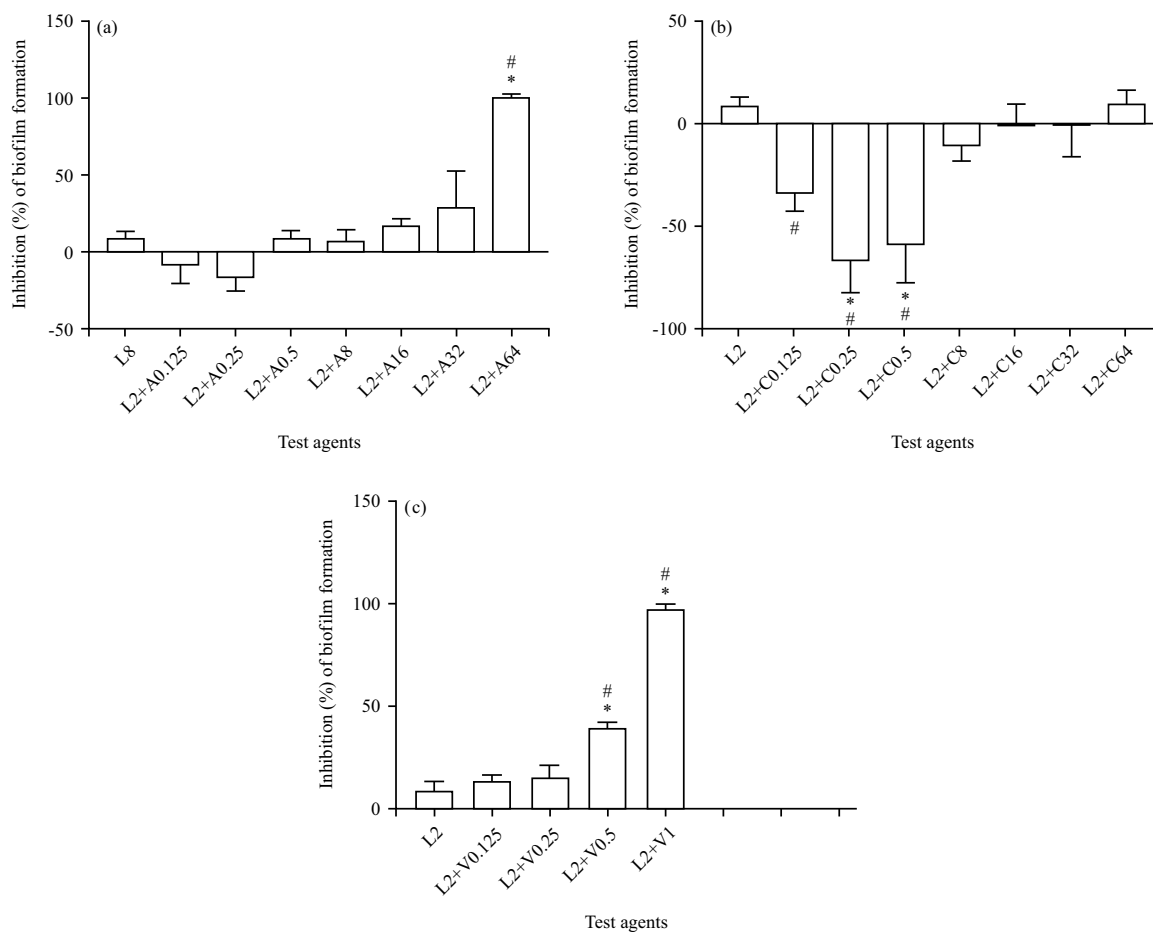 (a)
Inhibition (%) of biofilm formation
150
100
50
0
-50
#
*
L8
L2+A0.125
L2+A0.25
L2+A0.5
L2+A8
L2+A16
L2+A32
L2+A64
Test agents
(b)
Inhibition (%) of biofilm formation
50
0
-50
-100
#
*
#
*
#
L2
L2+C0.125
L2+C0.25
L2+C0.5
L2+C8
L2+C16
L2+C32
L2+C64
Test agents
(c)
Inhibition (%) of biofilm formation
150
100
50
0
#
*
#
*
L2
L2+V0.125
L2+V0.25
L2+V0.5
L2+V1
Test agents